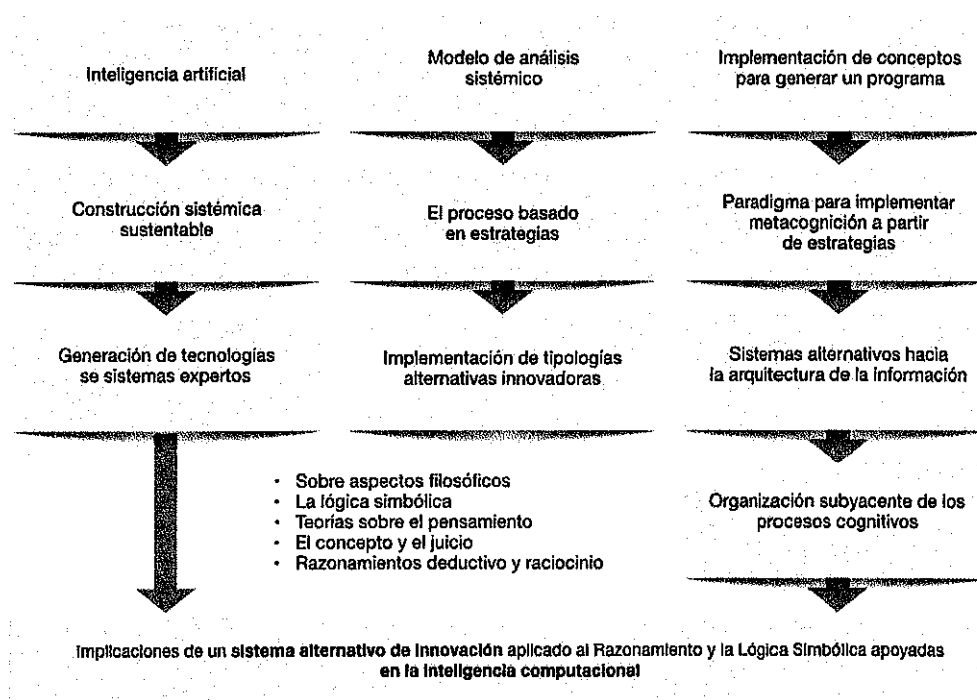 Inteligencia artificial
Modelo de análisis
sistémico
Implementación de conceptos
para generar un programa
Construcción sistémica
sustentable
El proceso basado
en estrategias
Paradigma para implementar
metacognición a partir
de estrategias
Generación de tecnologías
se sistemas expertos
Implementación de tipologías
alternativas innovadoras
Sistemas alternativos hacia
la arquitectura de la información
• Sobre aspectos filosóficos
• La lógica simbólica
• Teorías sobre el pensamiento
• El concepto y el juicio
• Razonamientos deductivo y raciocinio
Organización subyacente de los
procesos cognitivos
Implicaciones de un sistema alternativo de innovación aplicado al Razonamiento y la Lógica Simbólica apoyadas
en la inteligencia computacional